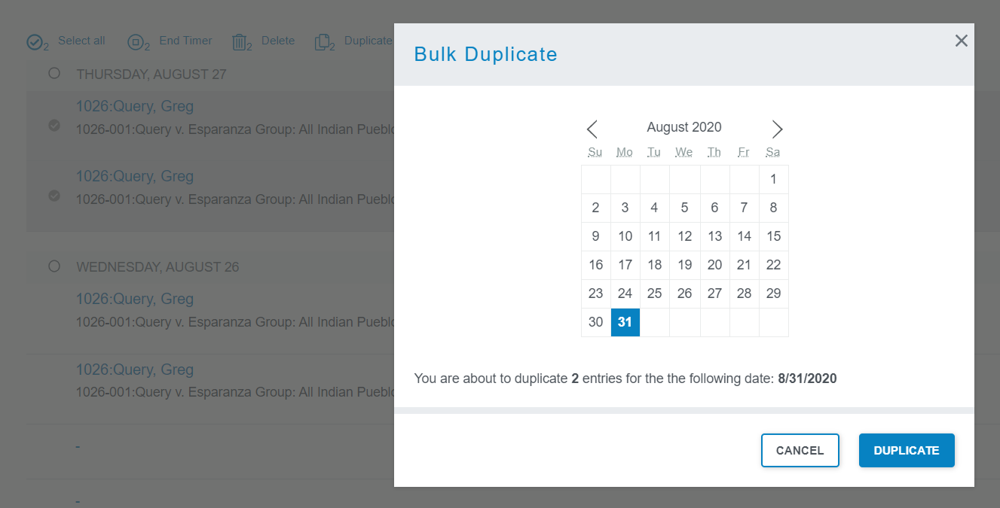 2 Select all 2 End Timer 2 Delete 2 Duplicate
THURSDAY, AUGUST 27
1026:Query, Greg
1026-001:Query v. Esparanza Group: All Indian
1026:Query, Greg
1026-001:Query v. Esparanza Group: All Indian
WEDNESDAY, AUGUST 26
1026:Query, Greg
1026-001:Query v. Esparanza Group: All Indian
1026:Query, Greg
1026-001:Query v. Esparanza Group: All Indian
-
-
Bulk Duplicate
August 2020
Su Mo Tu We Th Fr Sa
1
2 3 4 5 6 7 8
9 10 11 12 13 14 15
16 17 18 19 20 21 22
23 24 25 26 27 28 29
30 31
You are about to duplicate 2 entries for the the following date: 8/31/2020
CANCEL DUPLICATE